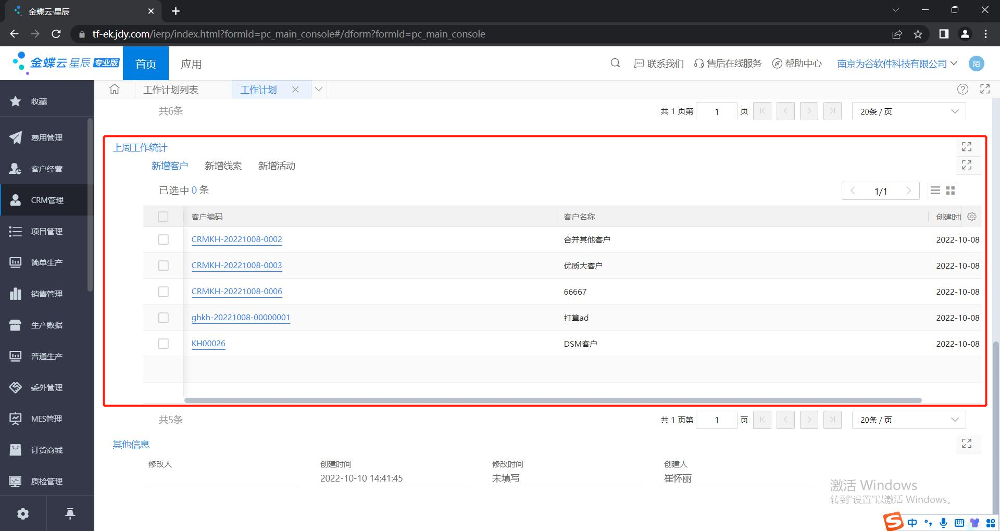 金蝶云·星辰
tf-ek.jdy.com/ierp/index.html?formId=pc_main_console#/dform?formId=pc_main_console
金蝶云 星辰 专业版
首页
应用
联系我们
售后在线服务
帮助中心
南京为谷软件科技有限公司
陌
收藏
工作计划列表
工作计划
共6条
共 1 页第 1 页
20条 / 页
费用管理
客户经营
CRM管理
项目管理
简单生产
销售管理
生产数据
普通生产
委外管理
MES管理
订货商城
质检管理
上周工作统计
新增客户 新增线索 新增活动
已选中 0 条
1/1
客户编码 客户名称 创建时
CRMKH-20221008-0002 合并其他客户 2022-10-08
CRMKH-20221008-0003 优质大客户 2022-10-08
CRMKH-20221008-0006 66667 2022-10-08
ghkh-20221008-00000001 打算ad 2022-10-08
KH00026 DSM客户 2022-10-08
共5条
共 1 页第 1 页
20条 / 页
其他信息
修改人 创建时间 修改时间 创建人
2022-10-10 14:41:45 未填写 崔怀丽
激活 Windows
转到"设置"以激活 Windows。
中